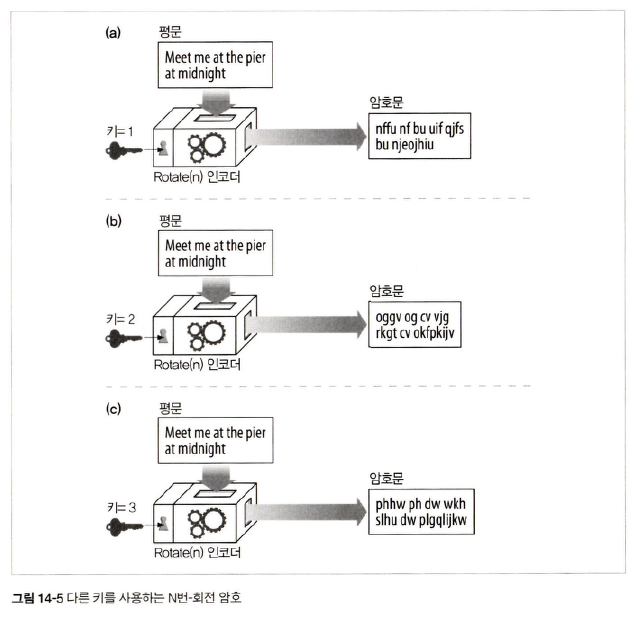 (a)
평문
Meet me at the pier
at midnight
키= 1
Rotate(n) 인코더
암호문
nffu nf bu uif qjfs
bu njeojhiu
(b)
평문
Meet me at the pier
at midnight
키= 2
Rotate(n) 인코더
암호문
oggv og cv vjg
rkgt cv okfpkijv
(c)
평문
Meet me at the pier
at midnight
키= 3
Rotate(n) 인코더
암호문
phhw ph dw wkh
slhu dw plgqlijkw
그림 14-5 다른 키를 사용하는 N번-회전 암호